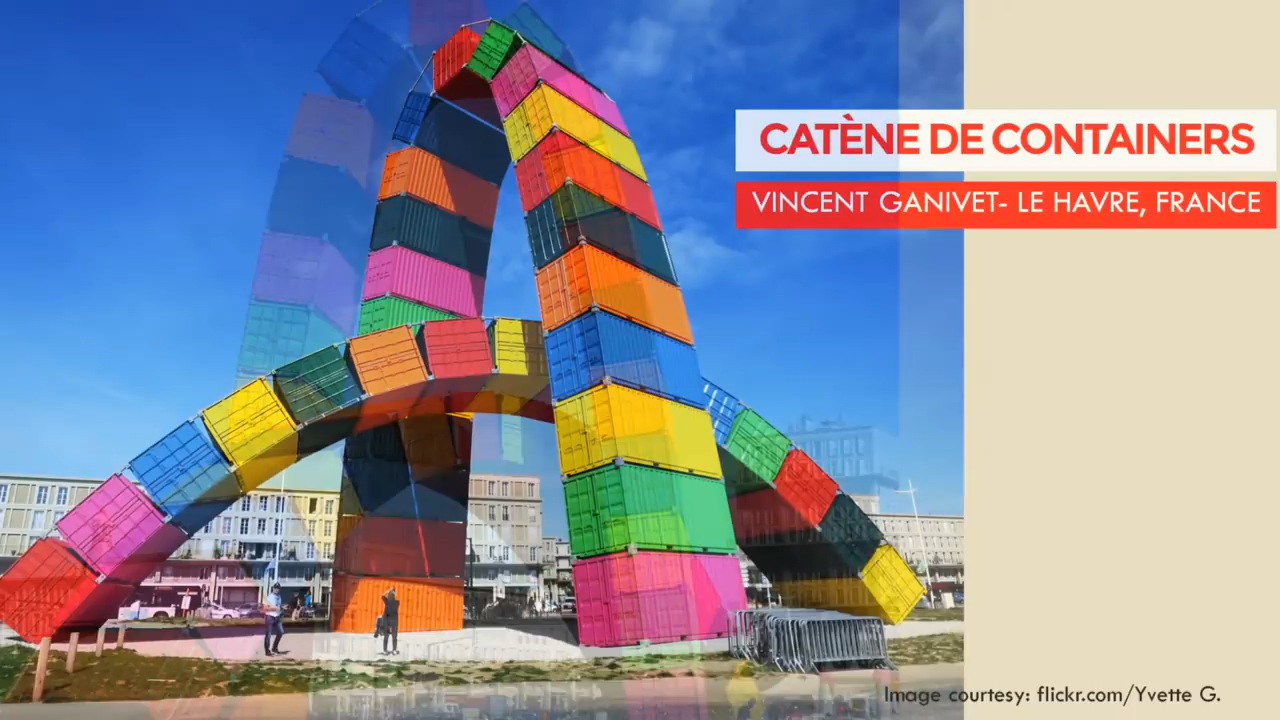 CATÈNE DE CONTAINERS
VINCENT GANIVET- LE HAVRE, FRANCE
Image courtesy: flickr.com/Yvette G.